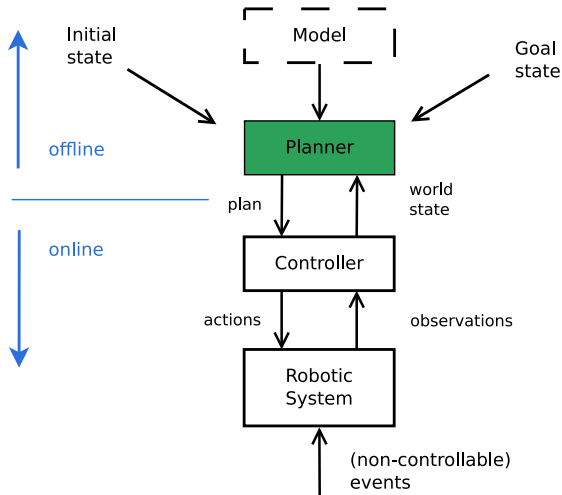 Initial
state
Model
Goal
state
Planner
offline
plan
world
state
online
Controller
actions
observations
Robotic
System
(non-controllable)
events